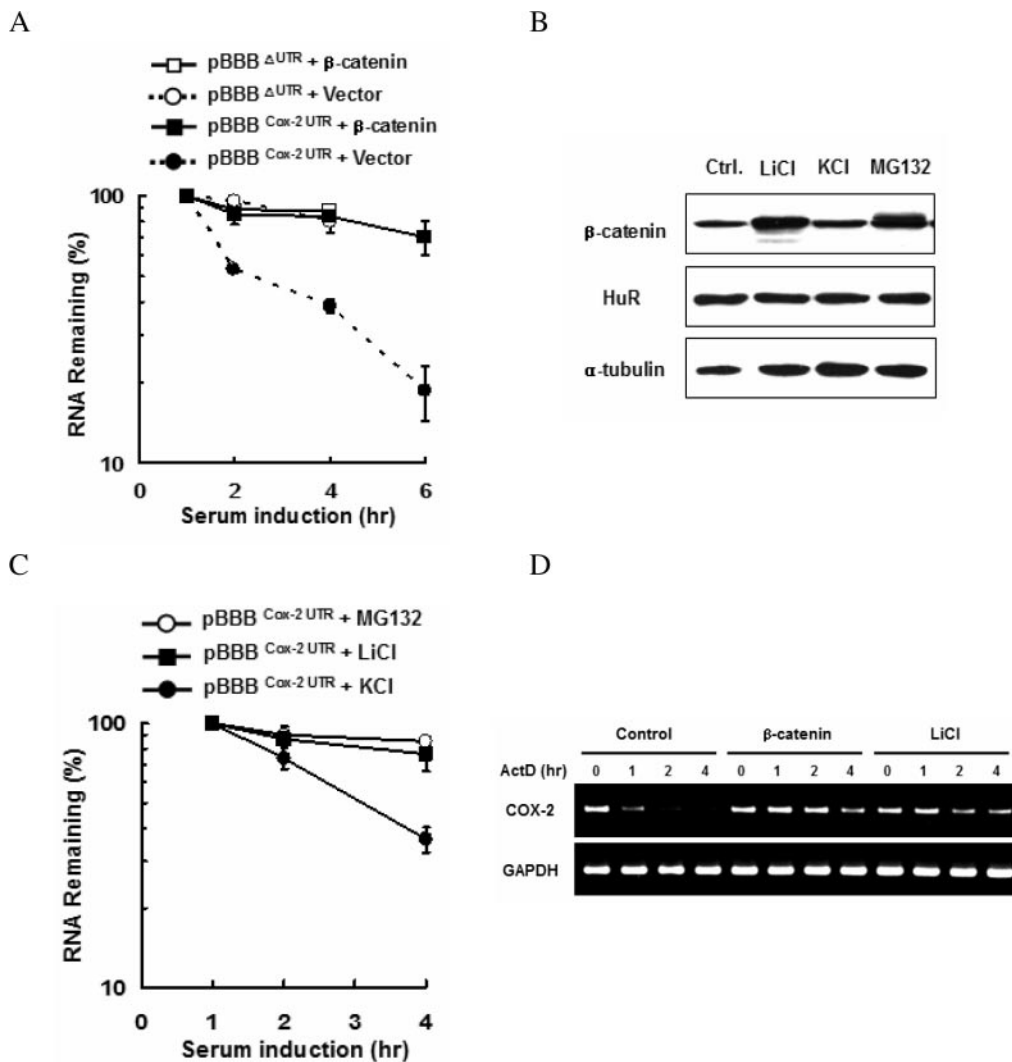 A
pBBB ΔUTR + β-catenin
pBBB ΔUTR + Vector
pBBB Cox-2 UTR + β-catenin
pBBB Cox-2 UTR + Vector
100
10
RNA Remaining (%)
0 2 4 6
Serum induction (hr)
B
Ctrl. LiCl KCl MG132
β-catenin
HuR
α-tubulin
C
pBBB Cox-2 UTR + MG132
pBBB Cox-2 UTR + LiCl
pBBB Cox-2 UTR + KCl
100
10
RNA Remaining (%)
0 1 2 4
Serum induction (hr)
D
Control β-catenin LiCl
ActD (hr) 0 1 2 4 0 1 2 4 0 1 2 4
COX-2
GAPDH